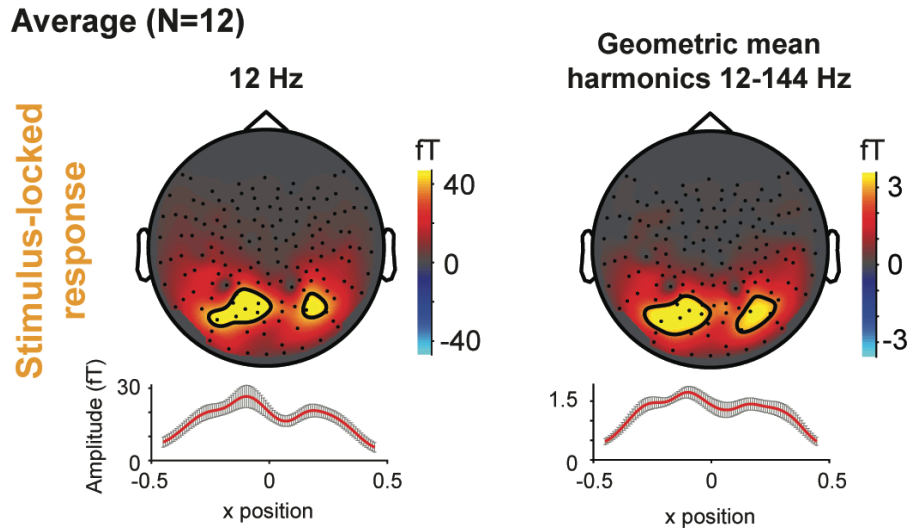 Average (N=12)
12 Hz
Geometric mean
harmonics 12-144 Hz
Stimulus-locked
response
fT
40
0
-40
fT
3
0
-3
Amplitude (fT)
30
0
-0.5
0
0.5
x position
1.5
0
-0.5
0
0.5
x position